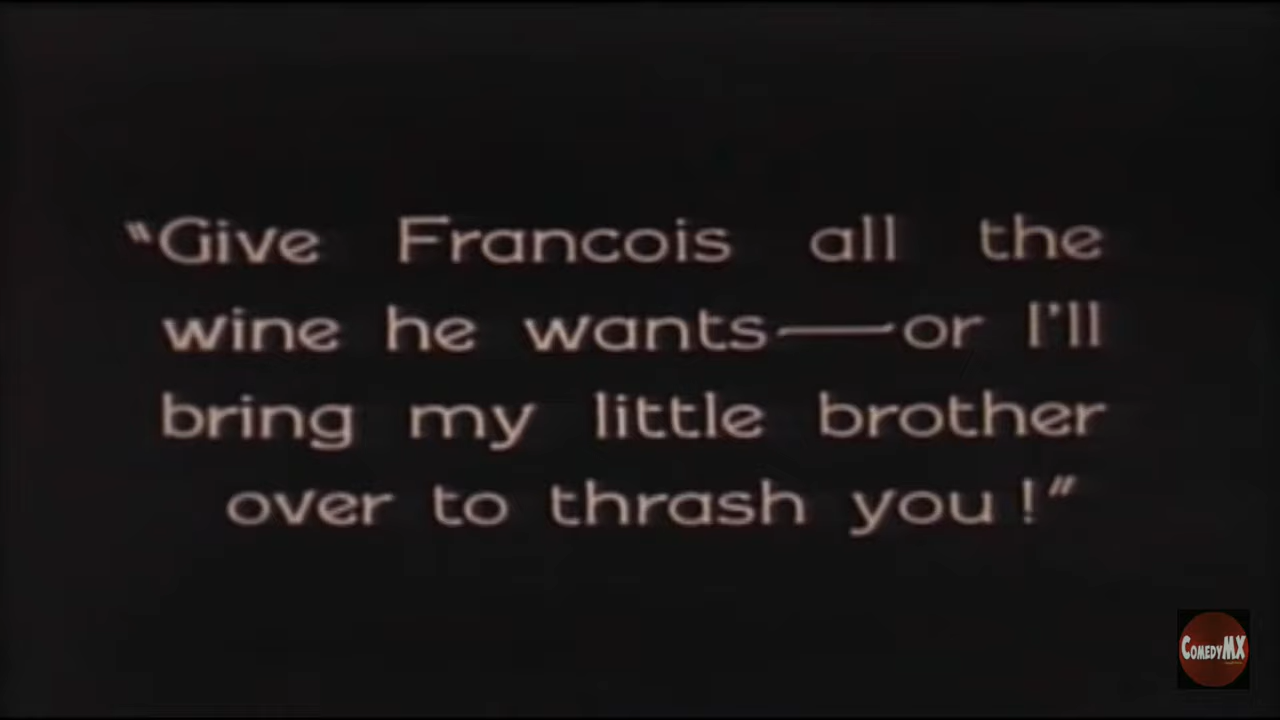 “Give Francois all the
wine he wants—or I'll
bring my little brother
over to thrash you!”
COMEDYMX